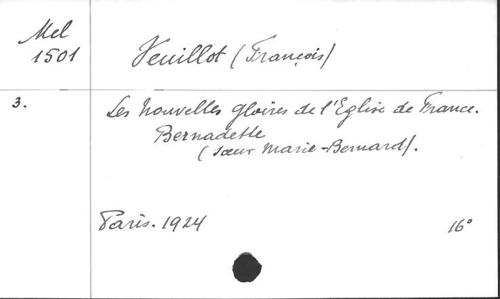 Mel
1501
Veuillot (François)
3.
Les nouvelles gloires de l'Eglise de France.
Bernadette
(Sœur Marie-Bernard).
Paris. 1924
16°